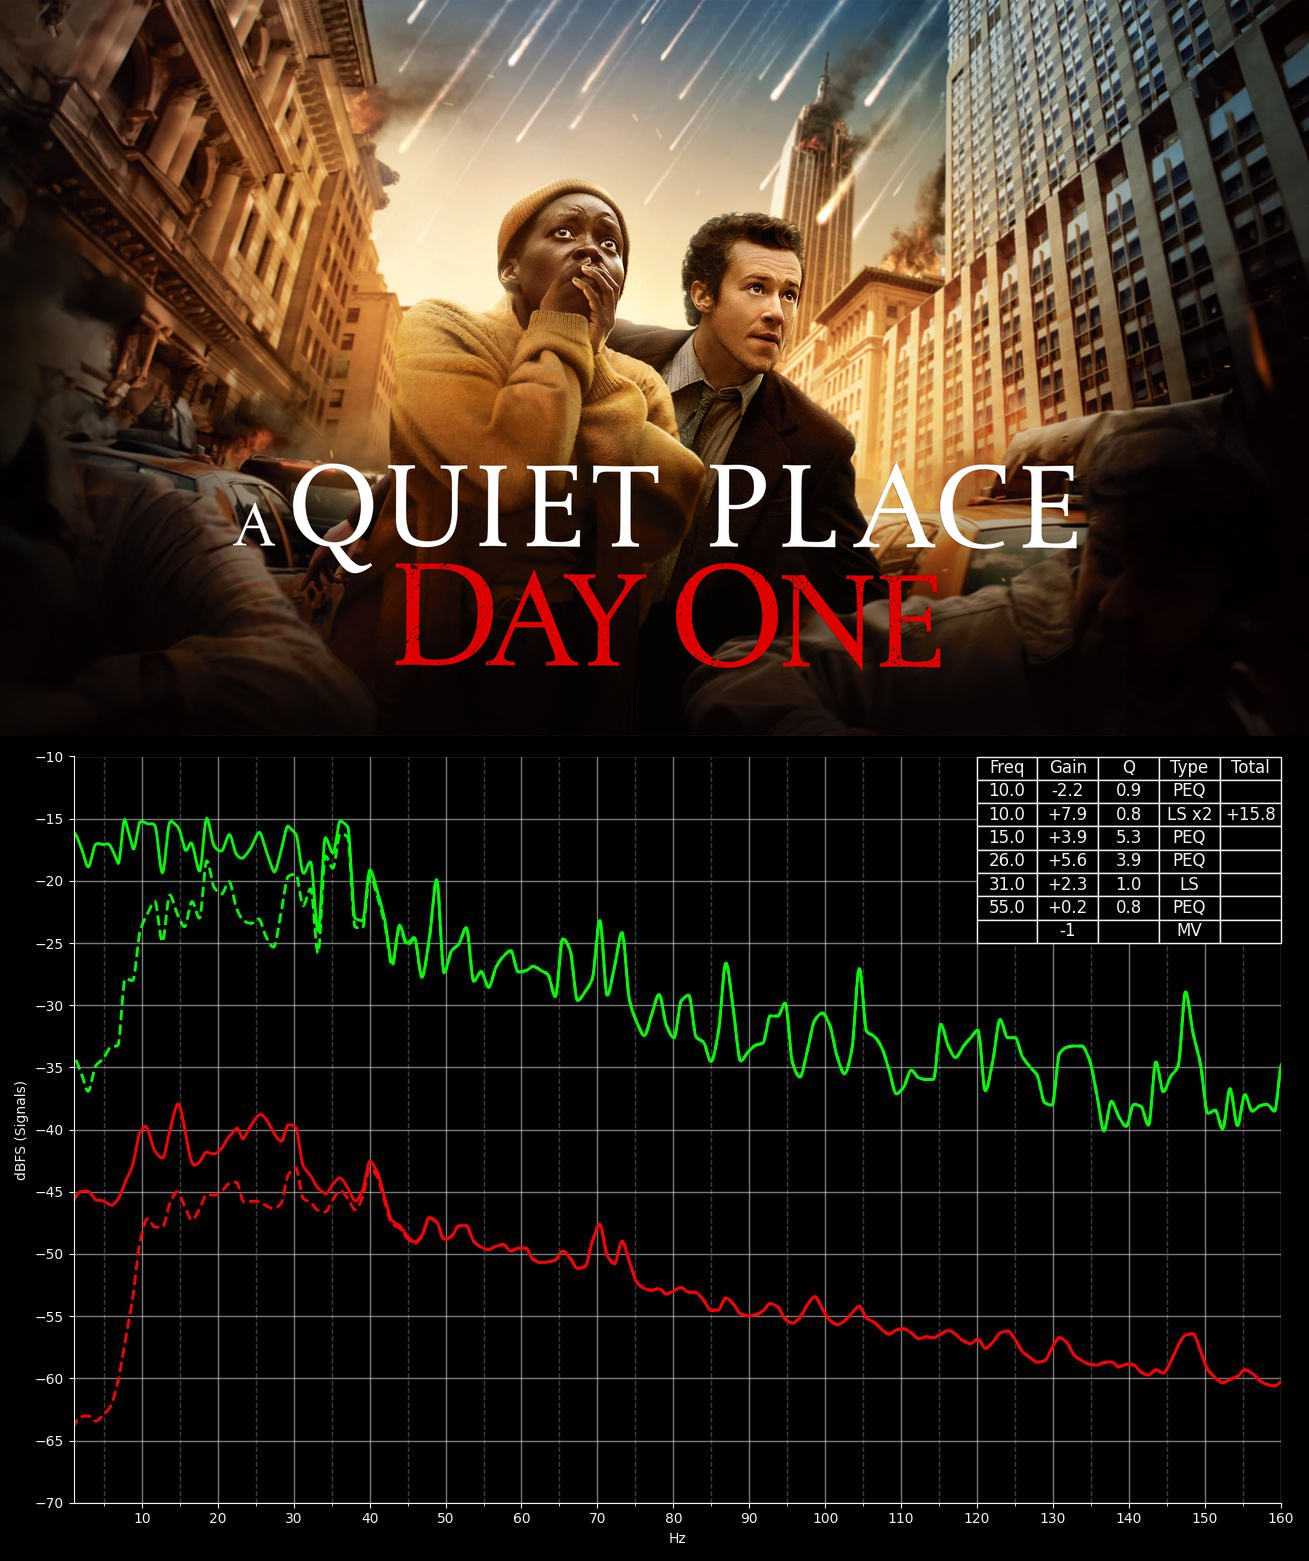 A QUIET PLACE
DAY ONE
Freq Gain Q Type Total
10.0 -2.2 0.9 PEQ
10.0 +7.9 0.8 LS x2 +15.8
15.0 +3.9 5.3 PEQ
26.0 +5.6 3.9 PEQ
31.0 +2.3 1.0 LS
55.0 +0.2 0.8 PEQ
-1 MV
−10
−15
−20
−25
−30
−35
−40
−45
−50
−55
−60
−65
−70
dBFS (Signals)
10 20 30 40 50 60 70 80 90 100 110 120 130 140 150 160
Hz